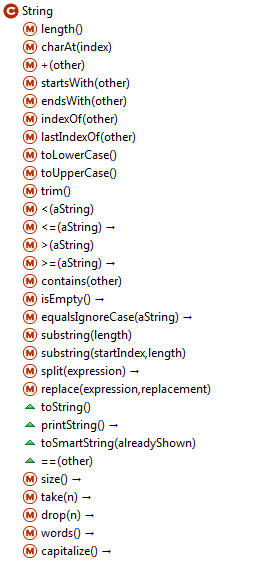 String
length()
charAt(index)
+(other)
startsWith(other)
endsWith(other)
indexOf(other)
lastIndexOf(other)
toLowerCase()
toUpperCase()
trim()
<(aString)
<=(aString) →
>(aString)
>=(aString) →
contains(other)
isEmpty() →
equalsIgnoreCase(aString) →
substring(length)
substring(startIndex,length)
split(expression) →
replace(expression,replacement)
toString()
printString() →
toSmartString(alreadyShown)
==(other)
size() →
take(n) →
drop(n) →
words() →
capitalize() →